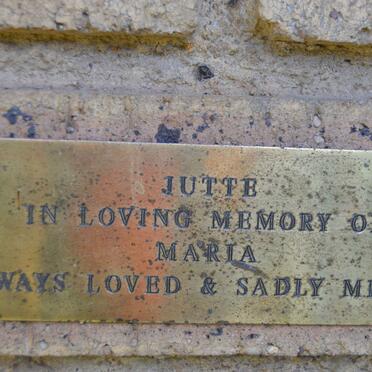 JUTTE
IN LOVING MEMORY O
MARIA
WAYS LOVED & SADLY MI